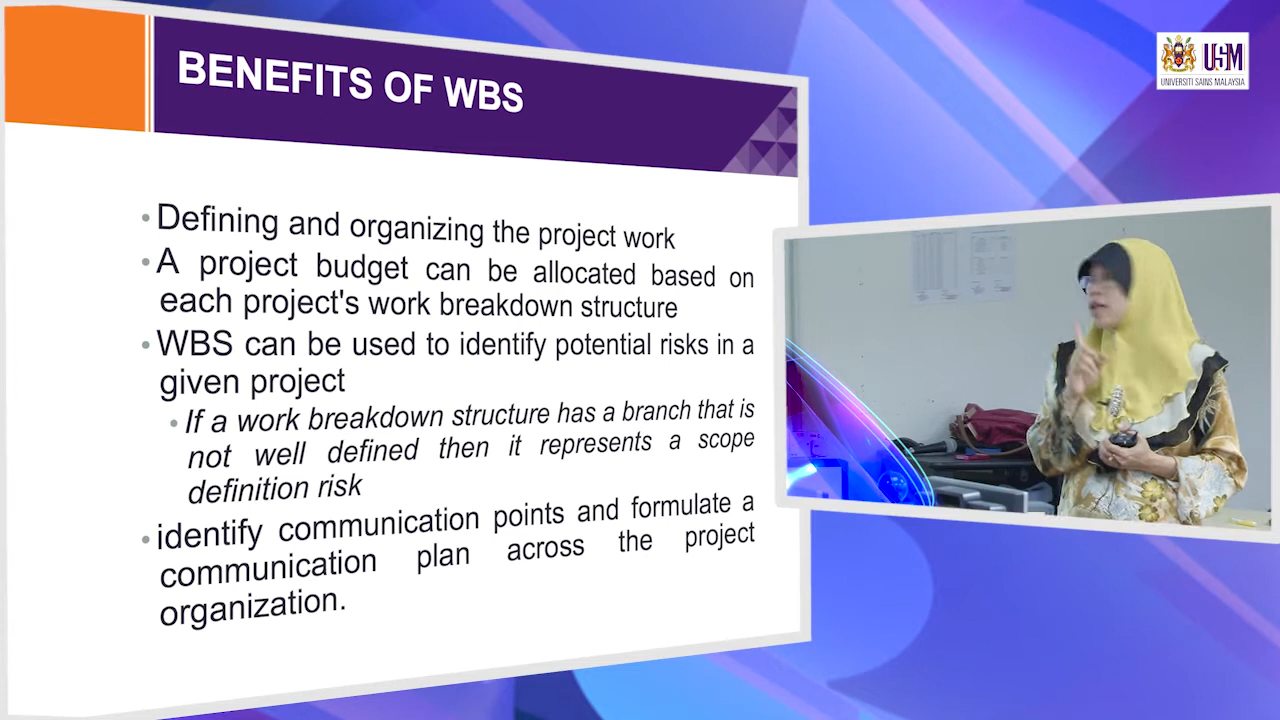 BENEFITS OF WBS
• Defining and organizing the project work
• A project budget can be allocated based on
each project's work breakdown structure
• WBS can be used to identify potential risks in a
given project
• If a work breakdown structure has a branch that is
not well defined then it represents a scope
definition risk
• identify communication points and formulate a
communication plan across the project
organization.
USM
UNIVERSITI SAINS MALAYSIA